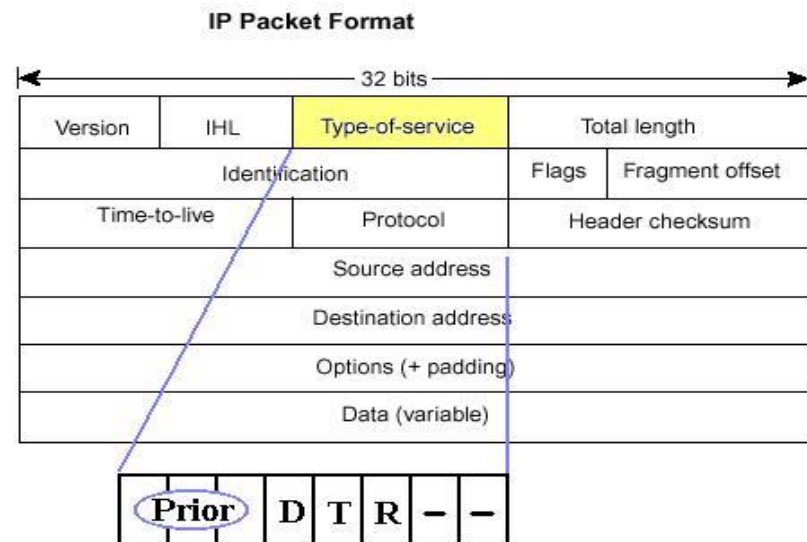 IP Packet Format
32 bits
Version IHL Type-of-service Total length
Identification Flags Fragment offset
Time-to-live Protocol Header checksum
Source address
Destination address
Options (+ padding)
Data (variable)
Prior D T R – –